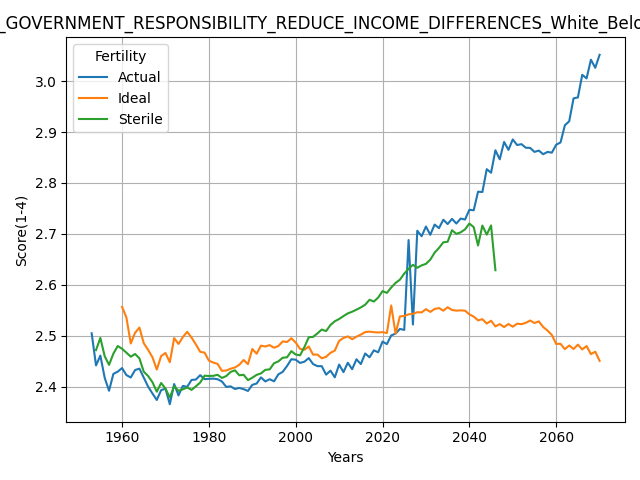 _GOVERNMENT_RESPONSIBILITY_REDUCE_INCOME_DIFFERENCES_White_Belo
Fertility
Actual
Ideal
Sterile
3.0
2.9
2.8
2.7
2.6
2.5
2.4
Score(1-4)
1960 1980 2000 2020 2040 2060
Years